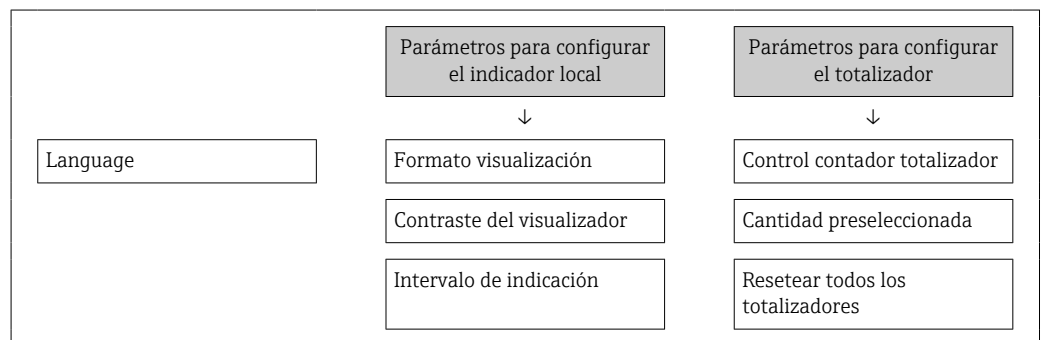 Parámetros para configurar
el indicador local
Parámetros para configurar
el totalizador
↓
↓
Language
Formato visualización
Control contador totalizador
Contraste del visualizador
Cantidad preseleccionada
Intervalo de indicación
Resetear todos los
totalizadores